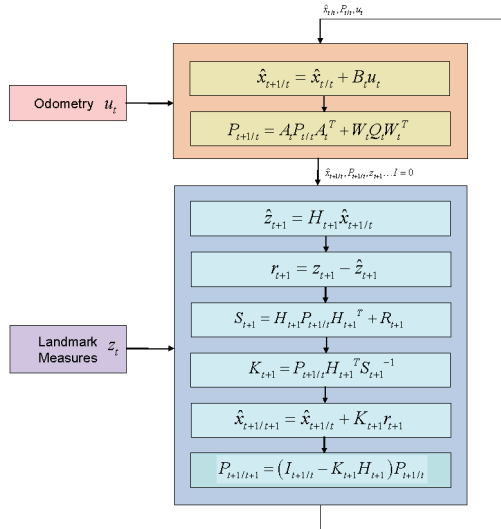 x̂_{t/t}, P_{t/t}, u_t
x̂_{t+1/t} = x̂_{t/t} + B_t u_t
Odometry u_t
P_{t+1/t} = A_t P_{t/t} A_t^T + W_t Q_t W_t^T
x̂_{t+1/t}, P_{t+1/t}, z_{t+1} ... I = 0
ẑ_{t+1} = H_{t+1} x̂_{t+1/t}
r_{t+1} = z_{t+1} − ẑ_{t+1}
S_{t+1} = H_{t+1} P_{t+1/t} H_{t+1}^T + R_{t+1}
Landmark
Measures z_t
K_{t+1} = P_{t+1/t} H_{t+1}^T S_{t+1}^{-1}
x̂_{t+1/t+1} = x̂_{t+1/t} + K_{t+1} r_{t+1}
P_{t+1/t+1} = (I_{t+1/t} − K_{t+1} H_{t+1}) P_{t+1/t}